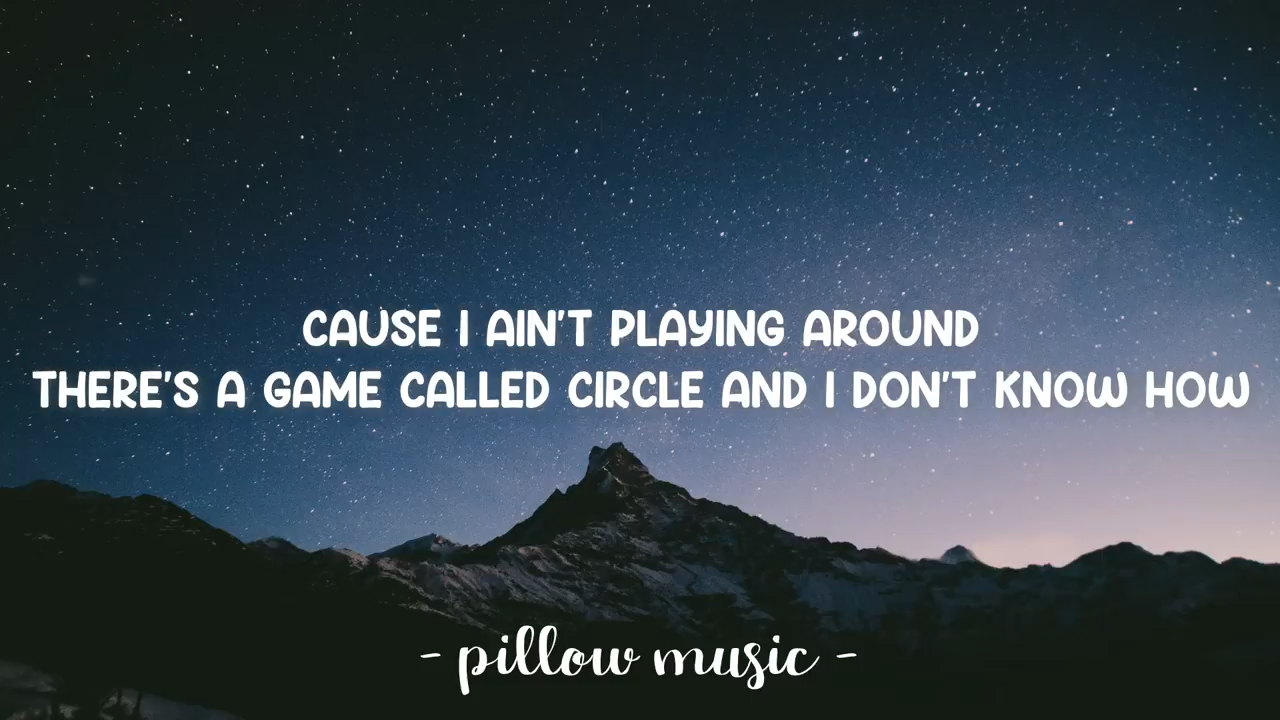 CAUSE I AIN'T PLAYING AROUND
THERE'S A GAME CALLED CIRCLE AND I DON'T KNOW HOW
- pillow music -